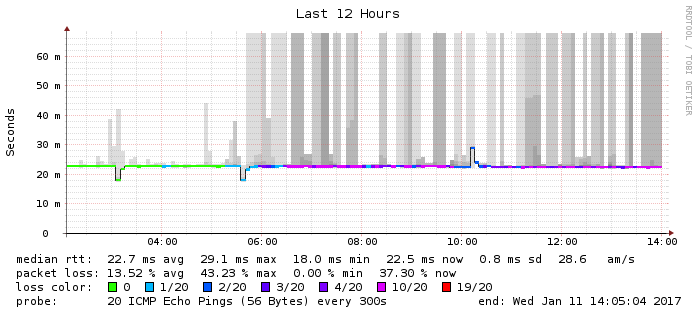 Last 12 Hours
RRDTOOL / TOBI OETIKER
Seconds
60 m
50 m
40 m
30 m
20 m
10 m
0
04:00 06:00 08:00 10:00 12:00 14:00
median rtt: 22.7 ms avg 29.1 ms max 18.0 ms min 22.5 ms now 0.8 ms sd 28.6 am/s
packet loss: 13.52 % avg 43.23 % max 0.00 % min 37.30 % now
loss color: 0 1/20 2/20 3/20 4/20 10/20 19/20
probe: 20 ICMP Echo Pings (56 Bytes) every 300s end: Wed Jan 11 14:05:04 2017